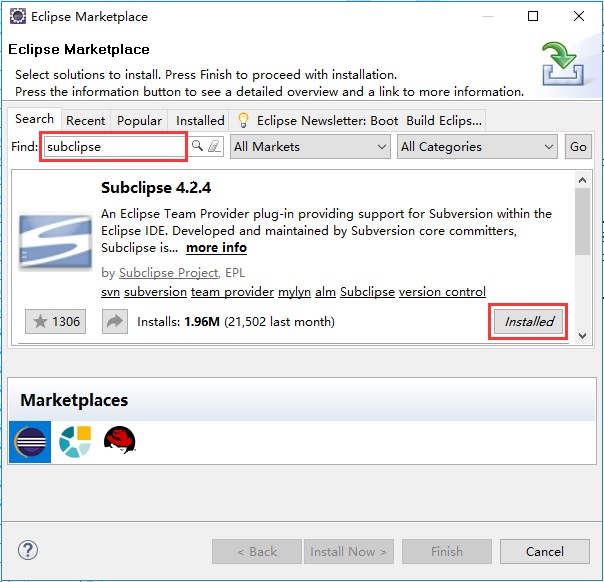 Eclipse Marketplace
Eclipse Marketplace
Select solutions to install. Press Finish to proceed with installation.
Press the information button to see a detailed overview and a link to more information.
Search Recent Popular Installed Eclipse Newsletter: Boot Build Eclips...
Find: subclipse All Markets All Categories Go
Subclipse 4.2.4
An Eclipse Team Provider plug-in providing support for Subversion within the
Eclipse IDE. Developed and maintained by Subversion core committers,
Subclipse is... more info
by Subclipse Project, EPL
svn subversion team provider mylyn alm Subclipse version control
1306 Installs: 1.96M (21,502 last month) Installed
Marketplaces
? < Back Install Now > Finish Cancel